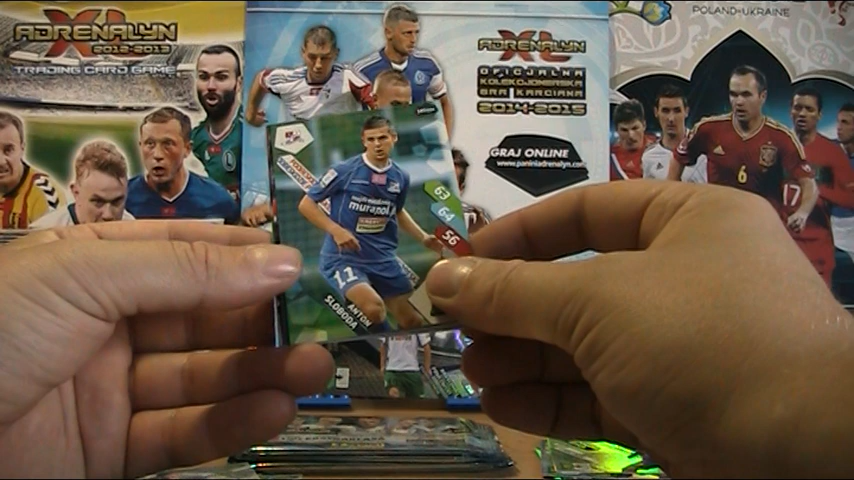 ADRENALYN
XL
2012-2013
TRADING CARD GAME
ADRENALYN
XL
OFICJALNA
KOLEKCJONERSKA
GRA KARCIANA
2014-2015
GRAJ ONLINE
www.paniniadrenalyn.com
POLAND-UKRAINE
6
17
63
64
56
murapol
11
ANTON
SLOBODA